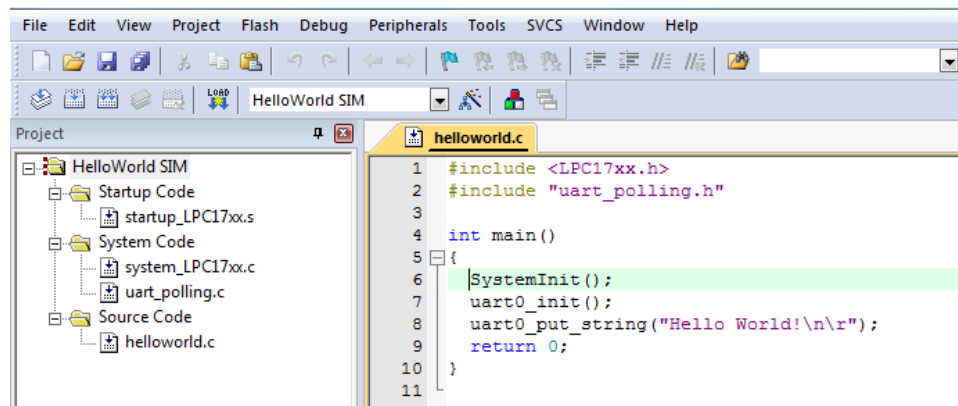 File Edit View Project Flash Debug Peripherals Tools SVCS Window Help
LOAD HelloWorld SIM
Project
HelloWorld SIM
Startup Code
startup_LPC17xx.s
System Code
system_LPC17xx.c
uart_polling.c
Source Code
helloworld.c
helloworld.c
1 #include <LPC17xx.h>
2 #include "uart_polling.h"
3
4 int main()
5 {
6 SystemInit();
7 uart0_init();
8 uart0_put_string("Hello World!\n\r");
9 return 0;
10 }
11